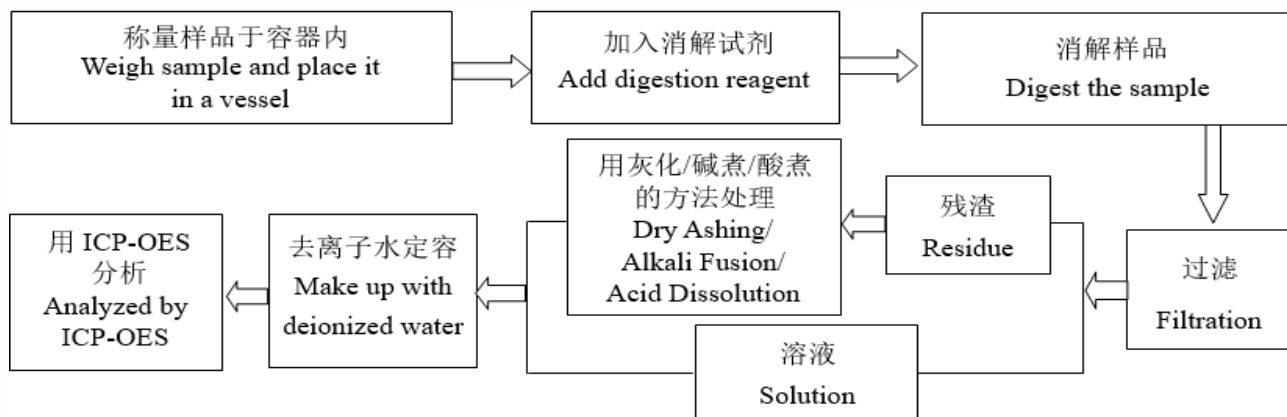 称量样品于容器内
Weigh sample and place it
in a vessel
加入消解试剂
Add digestion reagent
消解样品
Digest the sample
过滤
Filtration
残渣
Residue
用灰化/碱煮/酸煮
的方法处理
Dry Ashing/
Alkali Fusion/
Acid Dissolution
溶液
Solution
去离子水定容
Make up with
deionized water
用 ICP-OES
分析
Analyzed by
ICP-OES